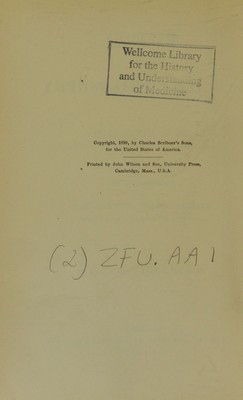 Wellcome Library
for the History
and Understanding
of Medicine
Copyright, 1899, by Charles Scribner's Sons,
for the United States of America.
Printed by John Wilson and Son, University Press,
Cambridge, Mass., U.S.A.
(2) ZFU. AA 1